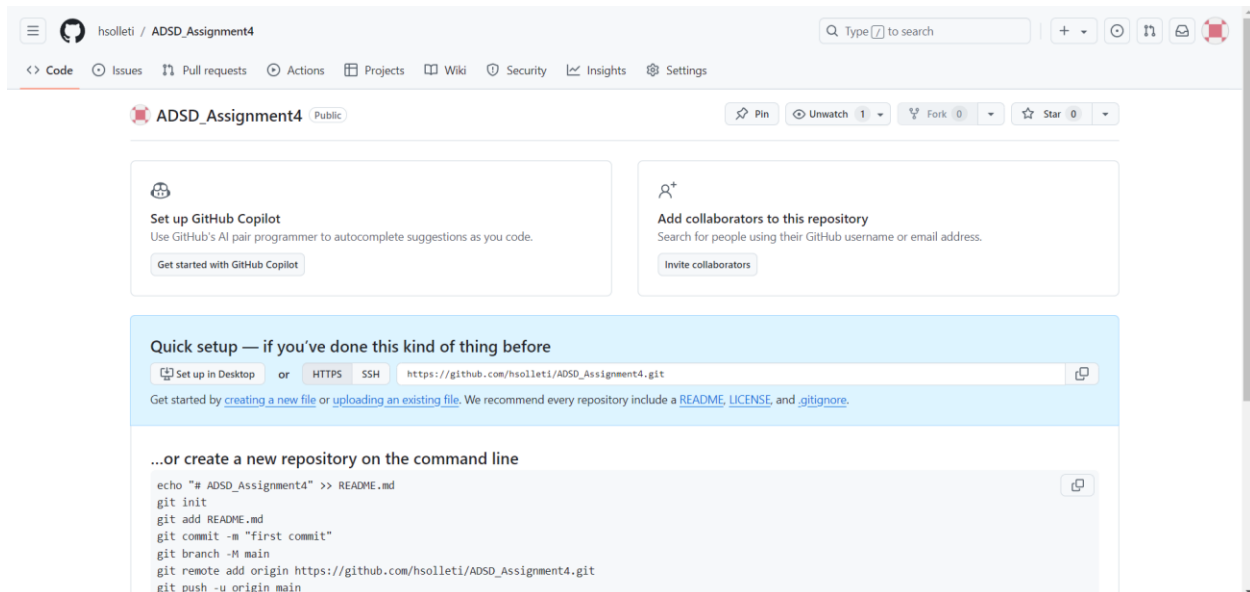 hsolleti / ADSD_Assignment4
Type / to search
Code Issues Pull requests Actions Projects Wiki Security Insights Settings
ADSD_Assignment4 Public
Pin Unwatch 1 Fork 0 Star 0
Set up GitHub Copilot
Use GitHub's AI pair programmer to autocomplete suggestions as you code.
Get started with GitHub Copilot
Add collaborators to this repository
Search for people using their GitHub username or email address.
Invite collaborators
Quick setup — if you've done this kind of thing before
Set up in Desktop or HTTPS SSH https://github.com/hsolleti/ADSD_Assignment4.git
Get started by creating a new file or uploading an existing file. We recommend every repository include a README, LICENSE, and .gitignore.
...or create a new repository on the command line
echo "# ADSD_Assignment4" >> README.md
git init
git add README.md
git commit -m "first commit"
git branch -M main
git remote add origin https://github.com/hsolleti/ADSD_Assignment4.git
git push -u origin main